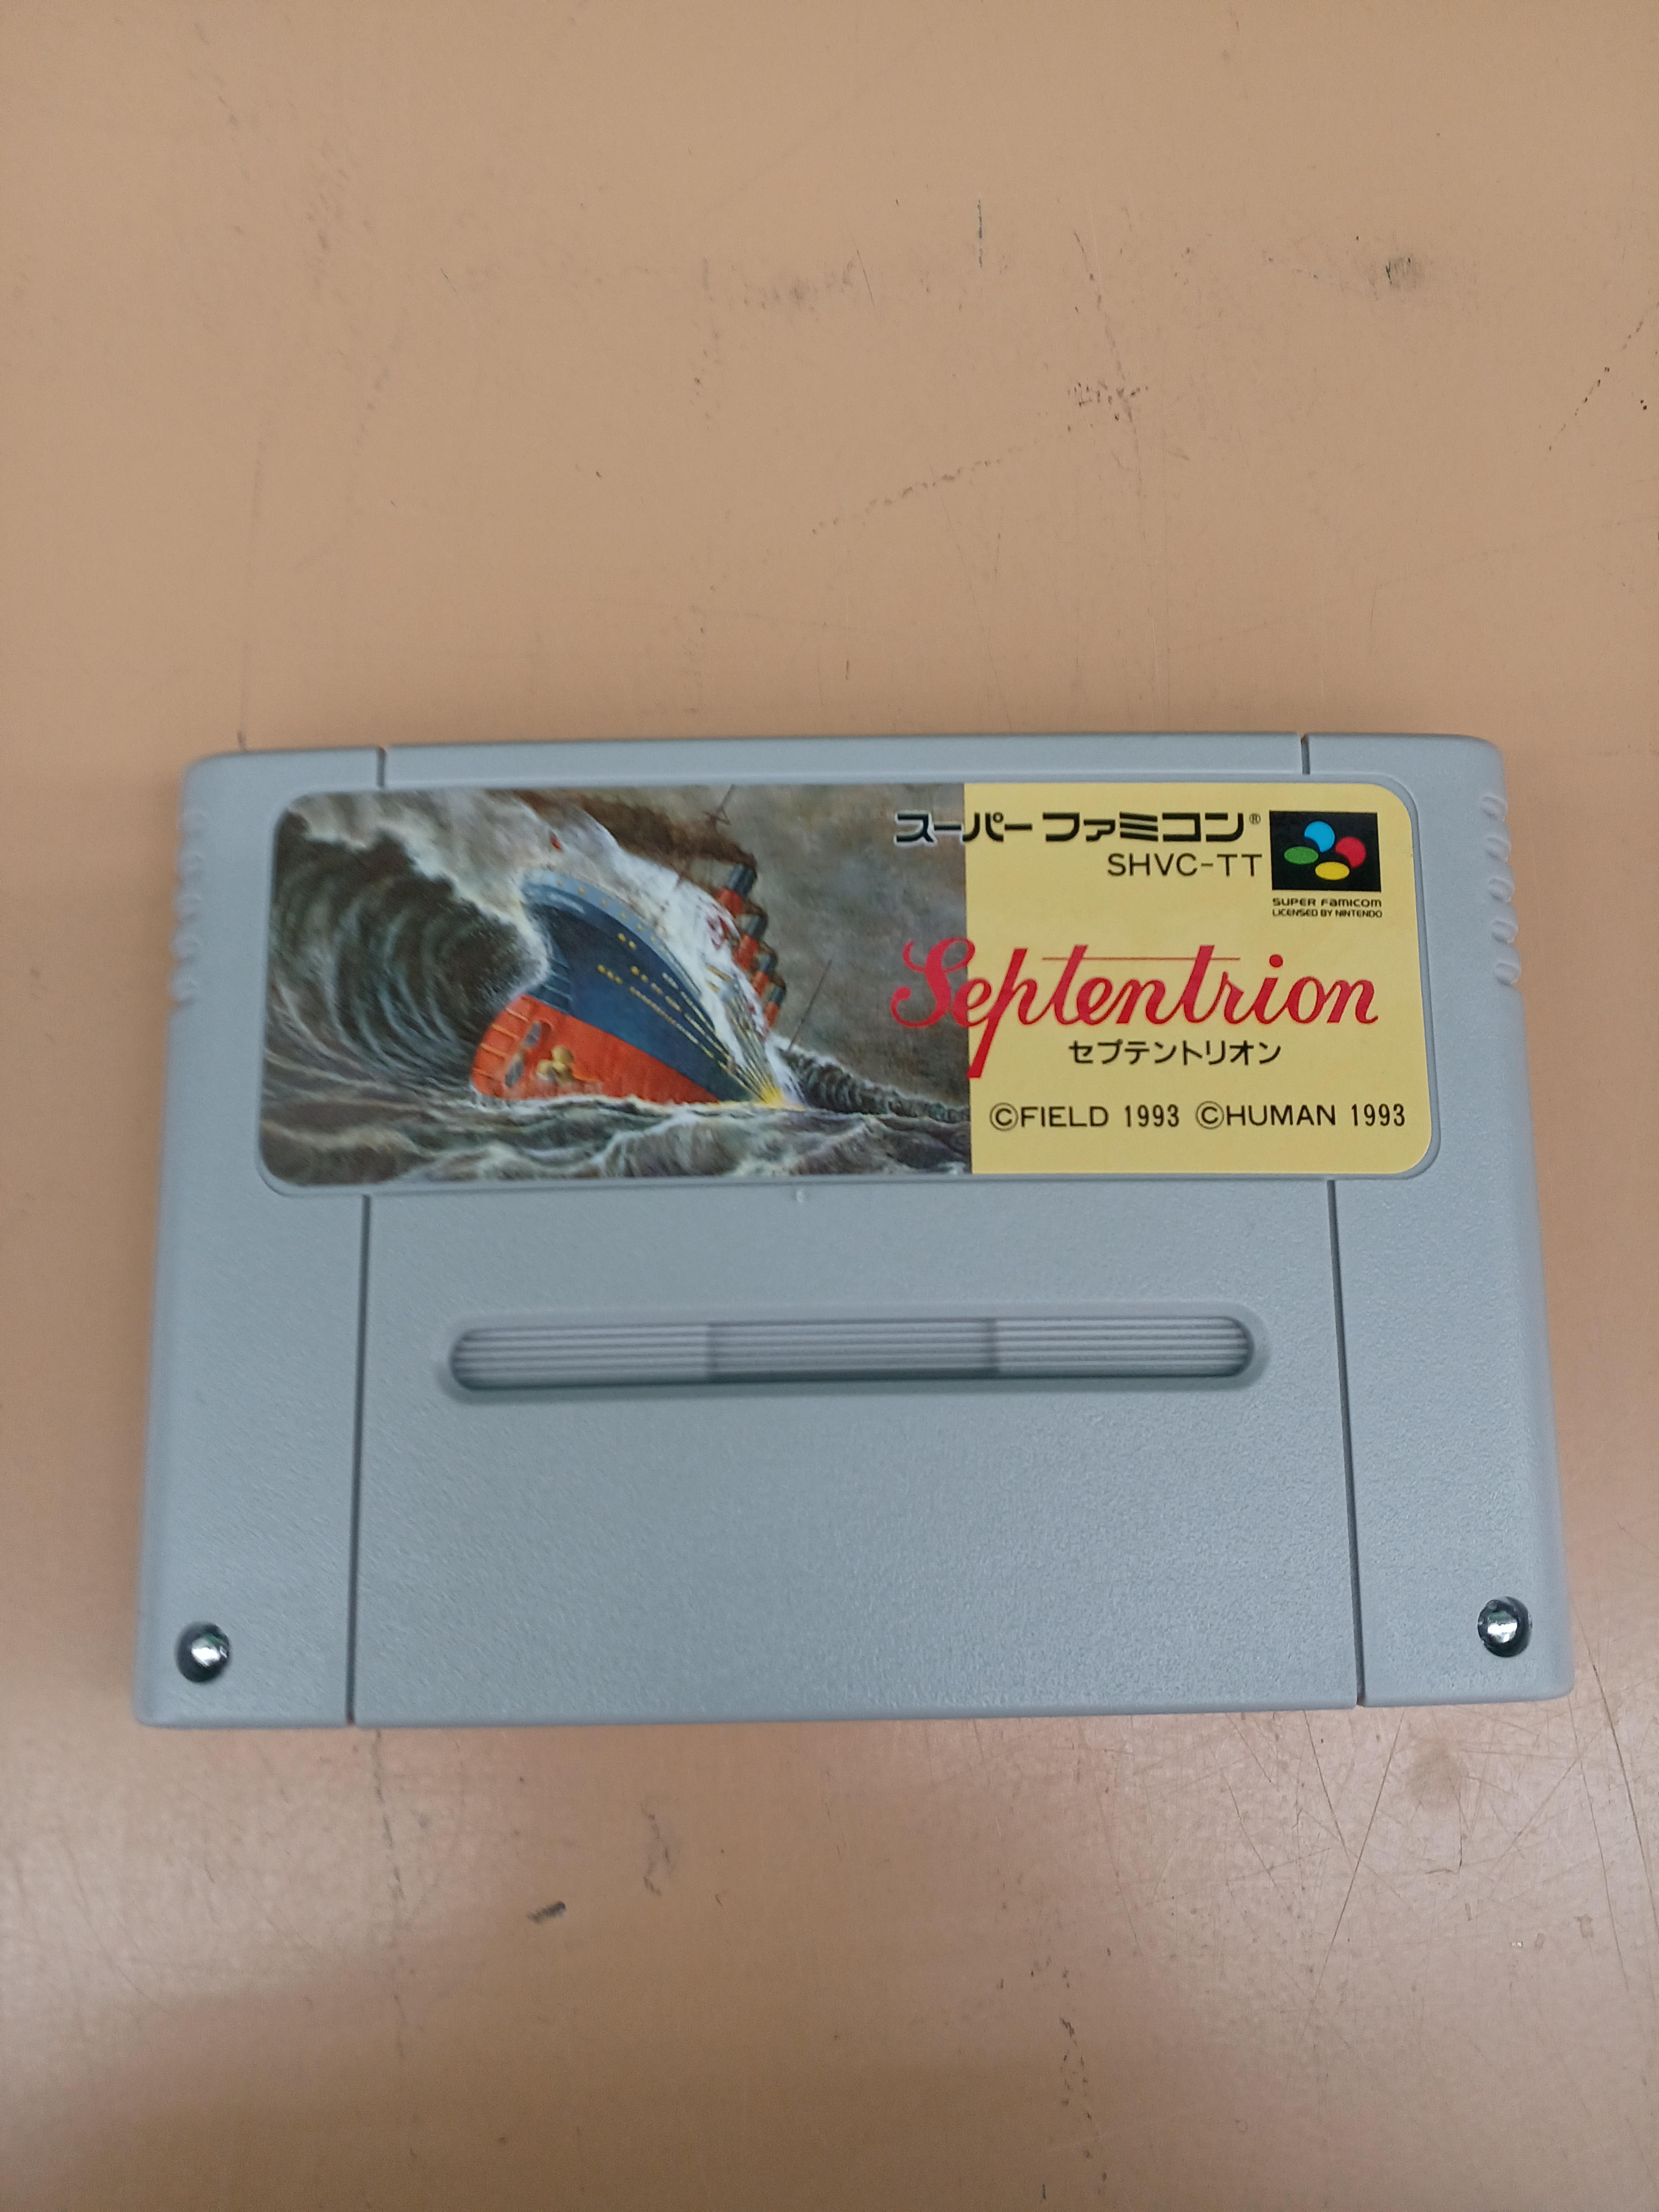 スーパーファミコン®
SHVC-TT
SUPER FAMICOM
LICENSED BY NINTENDO
Septentrion
セプテントリオン
©FIELD 1993 ©HUMAN 1993